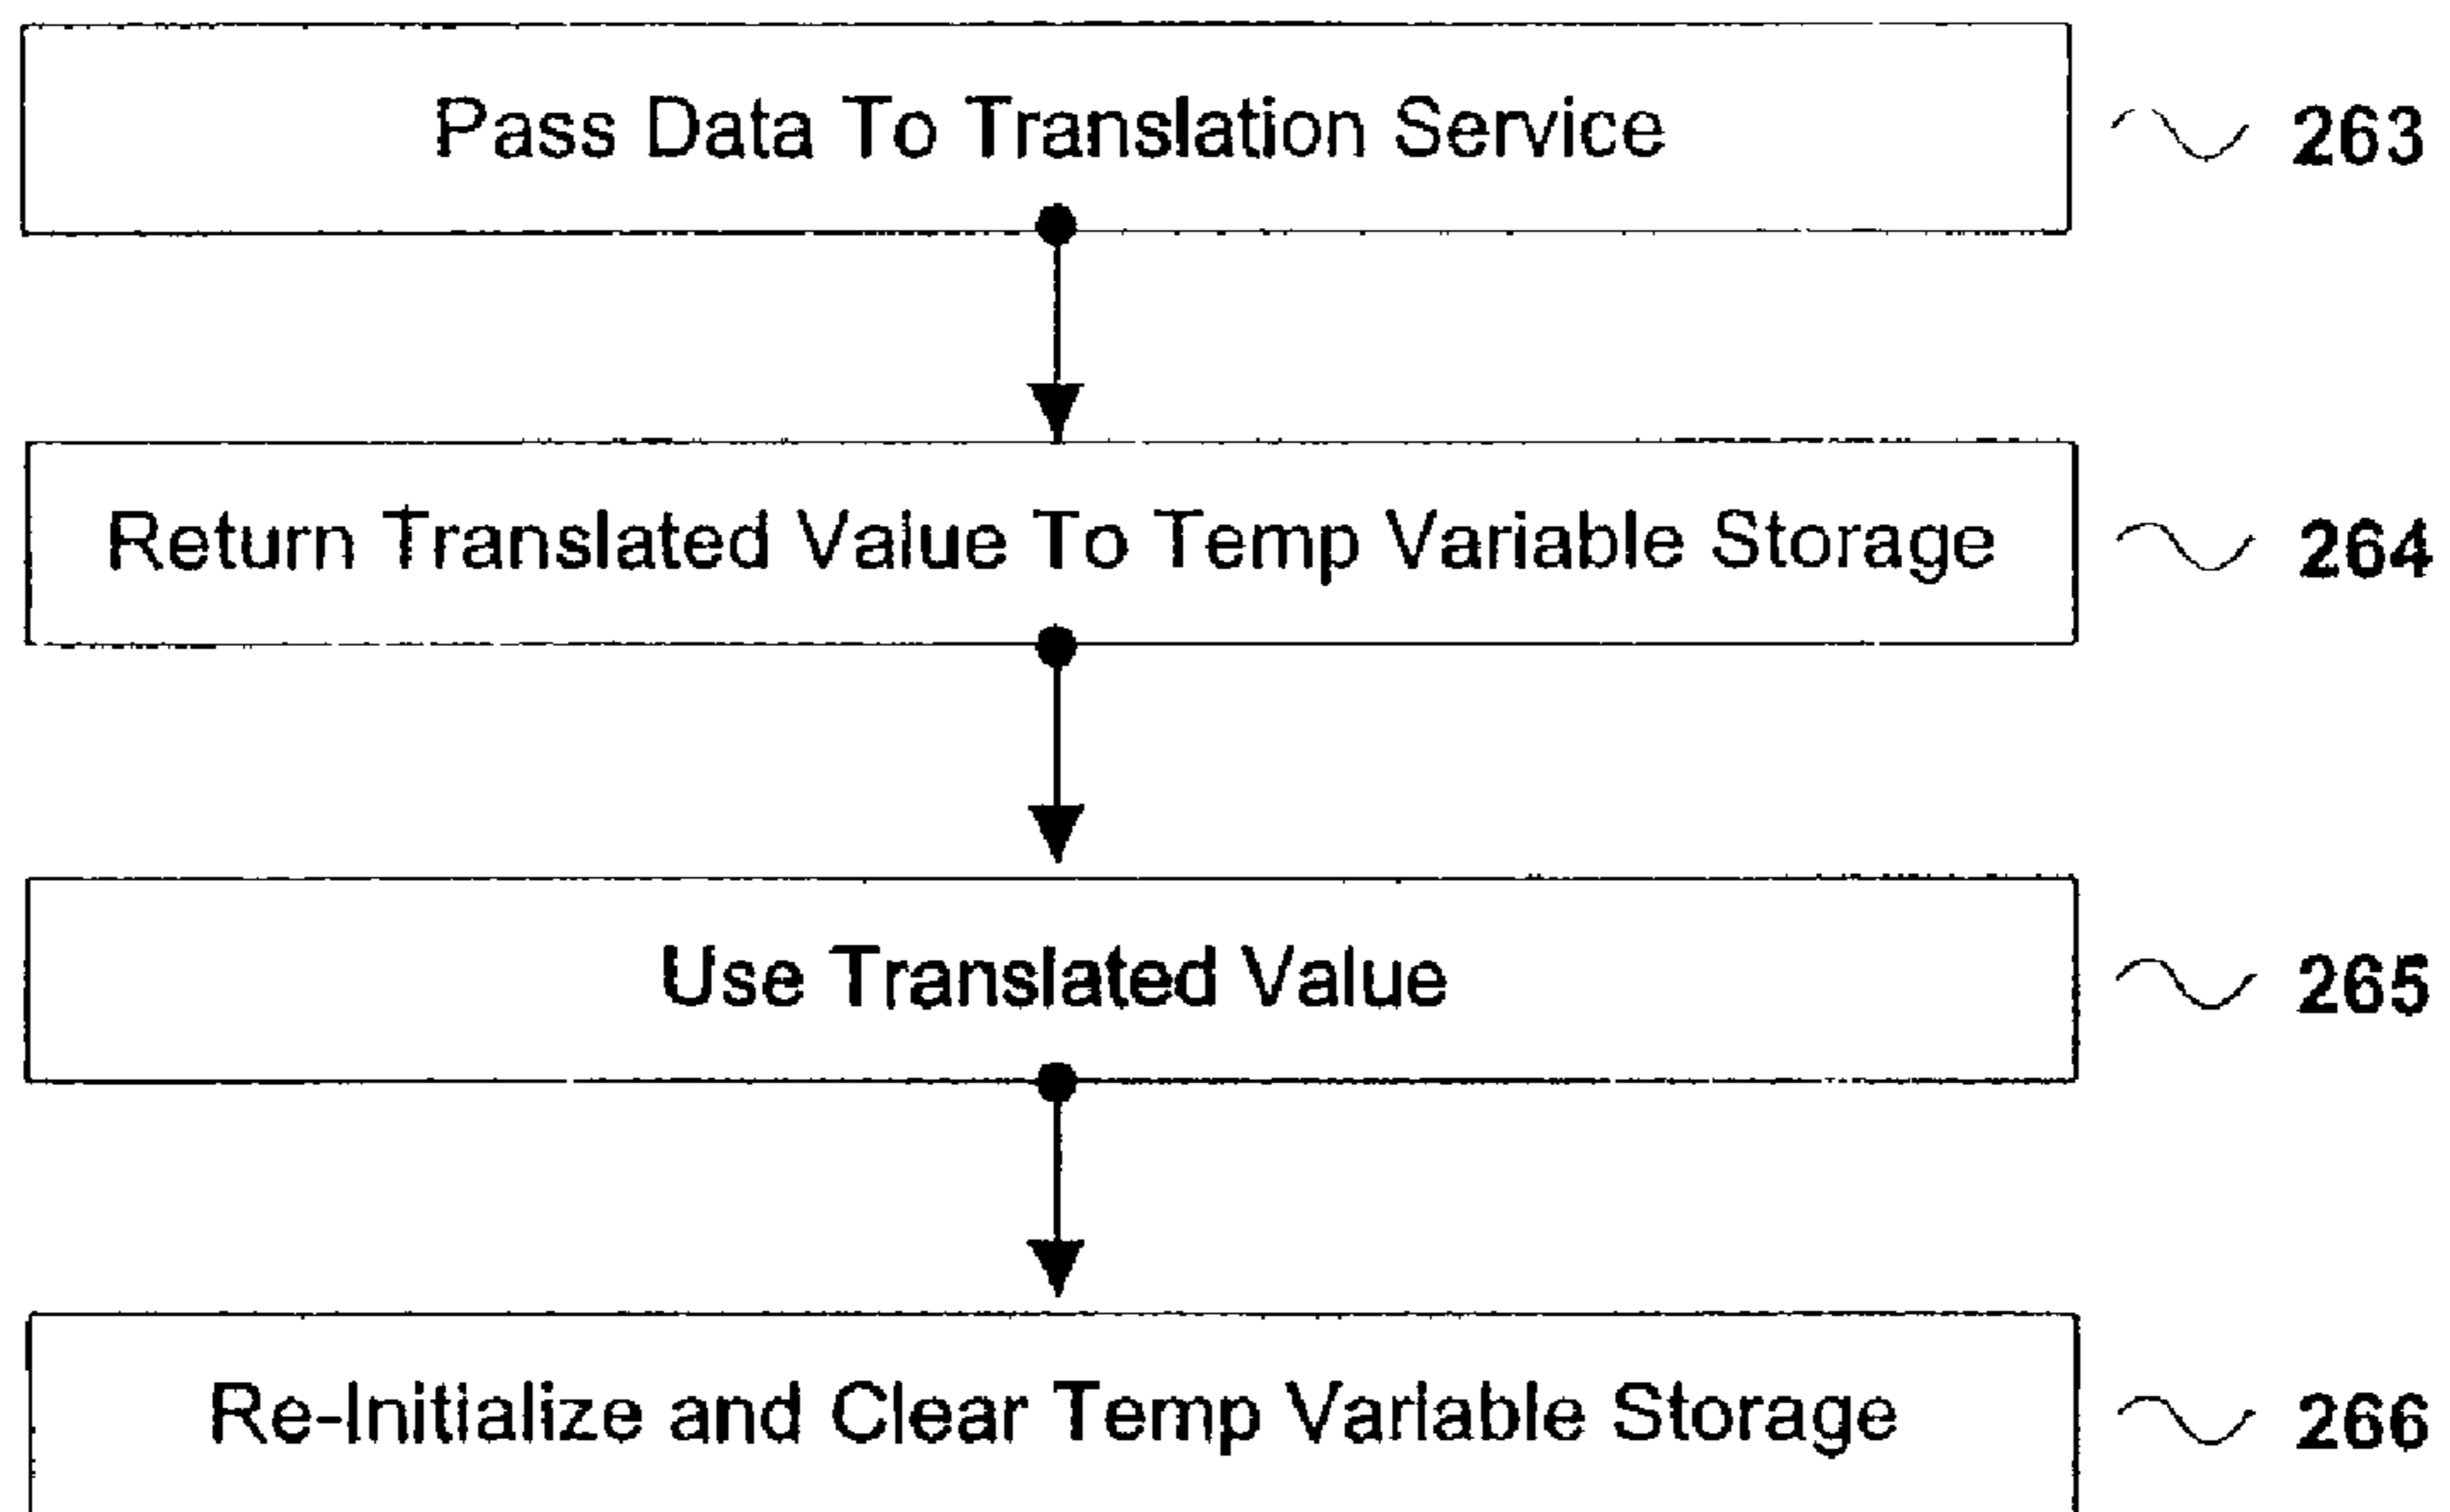 Pass Data To Translation Service 263
Return Translated Value To Temp Variable Storage 264
Use Translated Value 265
Re-Initialize and Clear Temp Variable Storage 266